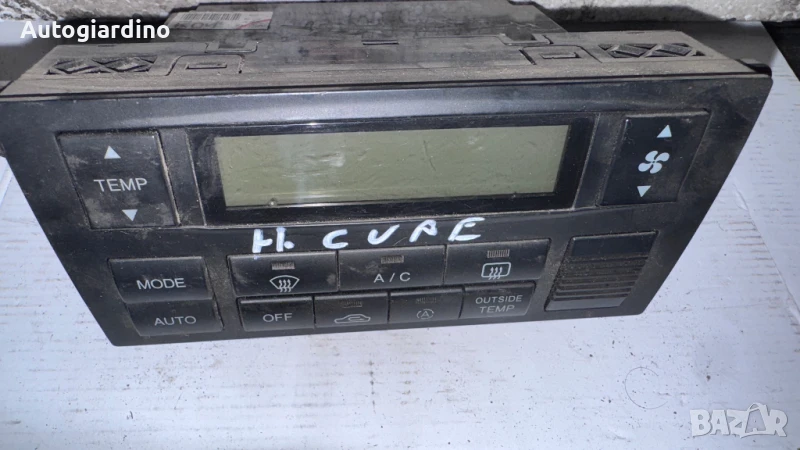 Autogiardino
TEMP
H. CUPE
MODE
A/C
AUTO
OFF
A
OUTSIDE
TEMP
BAZAR